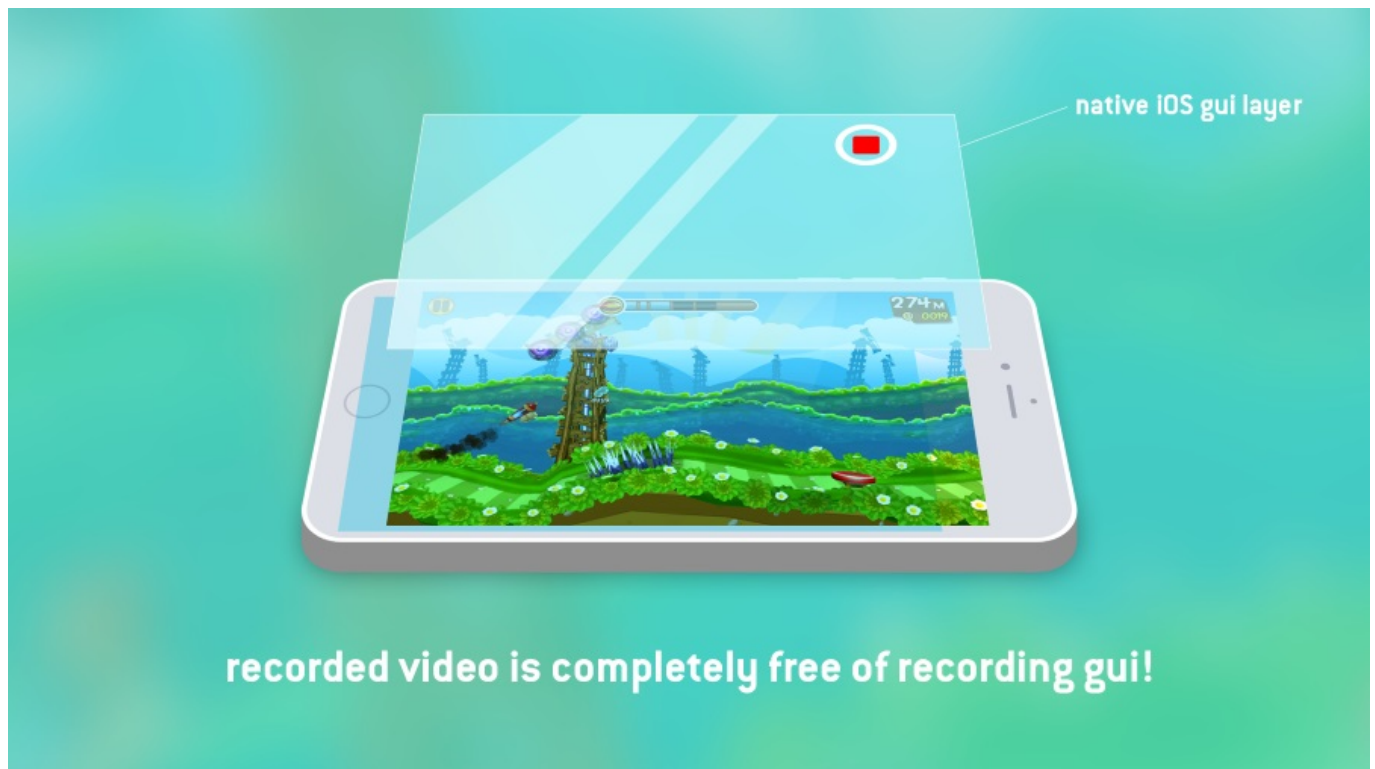 native iOS gui layer
274M
0019
recorded video is completely free of recording gui!